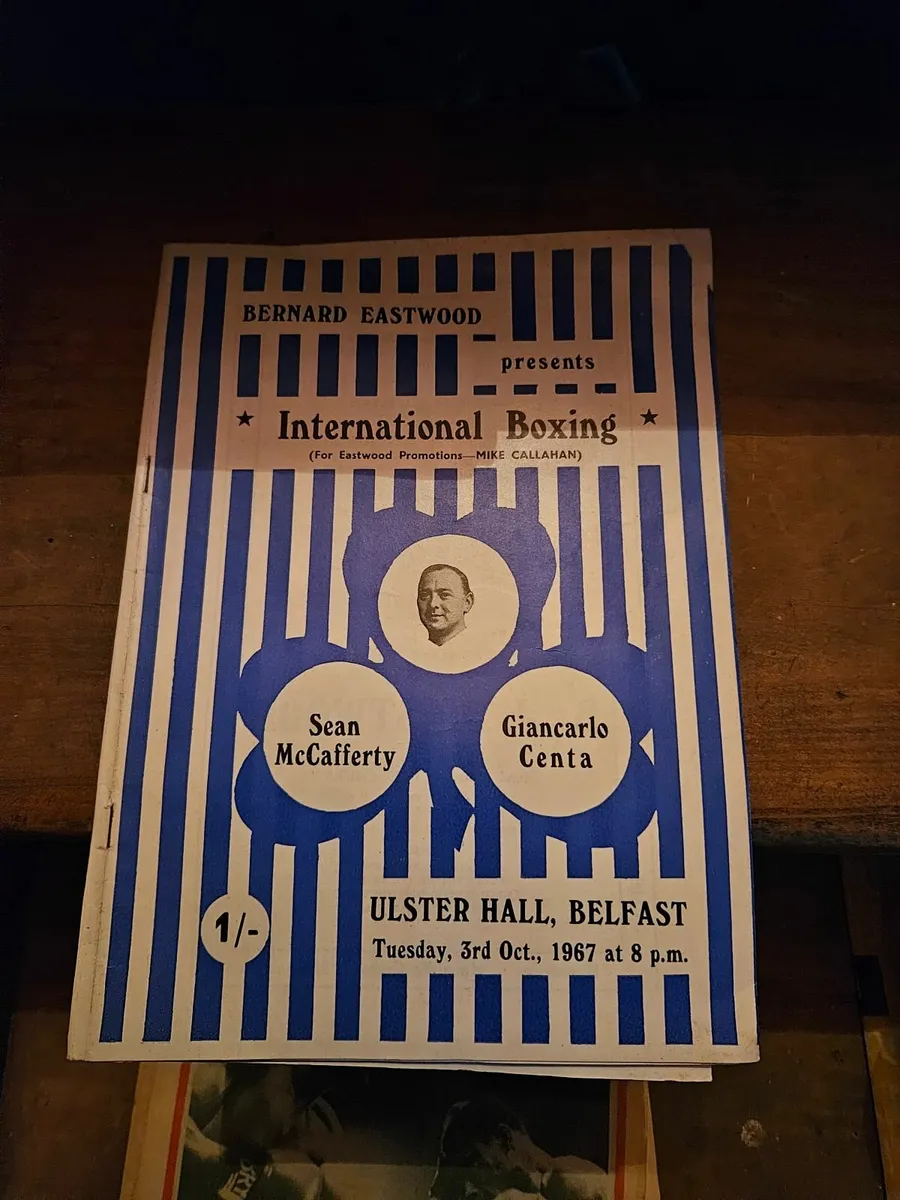 BERNARD EASTWOOD
presents
★ International Boxing ★
(For Eastwood Promotions—MIKE CALLAHAN)
Sean
McCafferty
Giancarlo
Centa
1/-
ULSTER HALL, BELFAST
Tuesday, 3rd Oct., 1967 at 8 p.m.